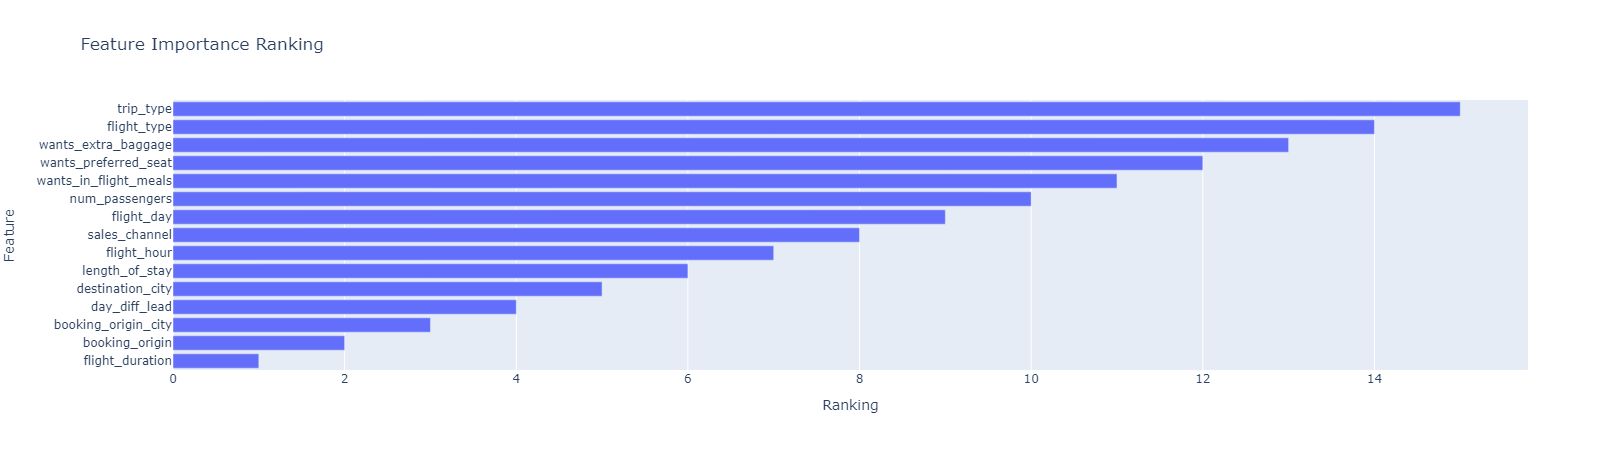 Feature Importance Ranking
Feature
trip_type
flight_type
wants_extra_baggage
wants_preferred_seat
wants_in_flight_meals
num_passengers
flight_day
sales_channel
flight_hour
length_of_stay
destination_city
day_diff_lead
booking_origin_city
booking_origin
flight_duration
0 2 4 6 8 10 12 14
Ranking